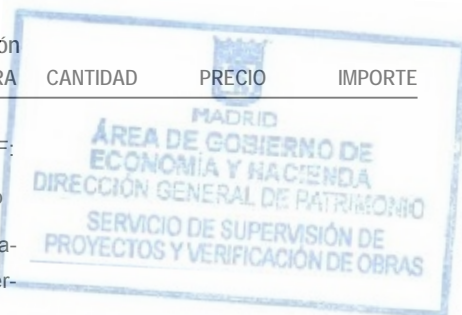 ón
RA CANTIDAD PRECIO IMPORTE
MADRID
F:
ÁREA DE GOBIERNO DE
ECONOMÍA Y HACIENDA
DIRECCIÓN GENERAL DE PATRIMONIO
o
SERVICIO DE SUPERVISIÓN DE
a-
PROYECTOS Y VERIFICACIÓN DE OBRAS
er-